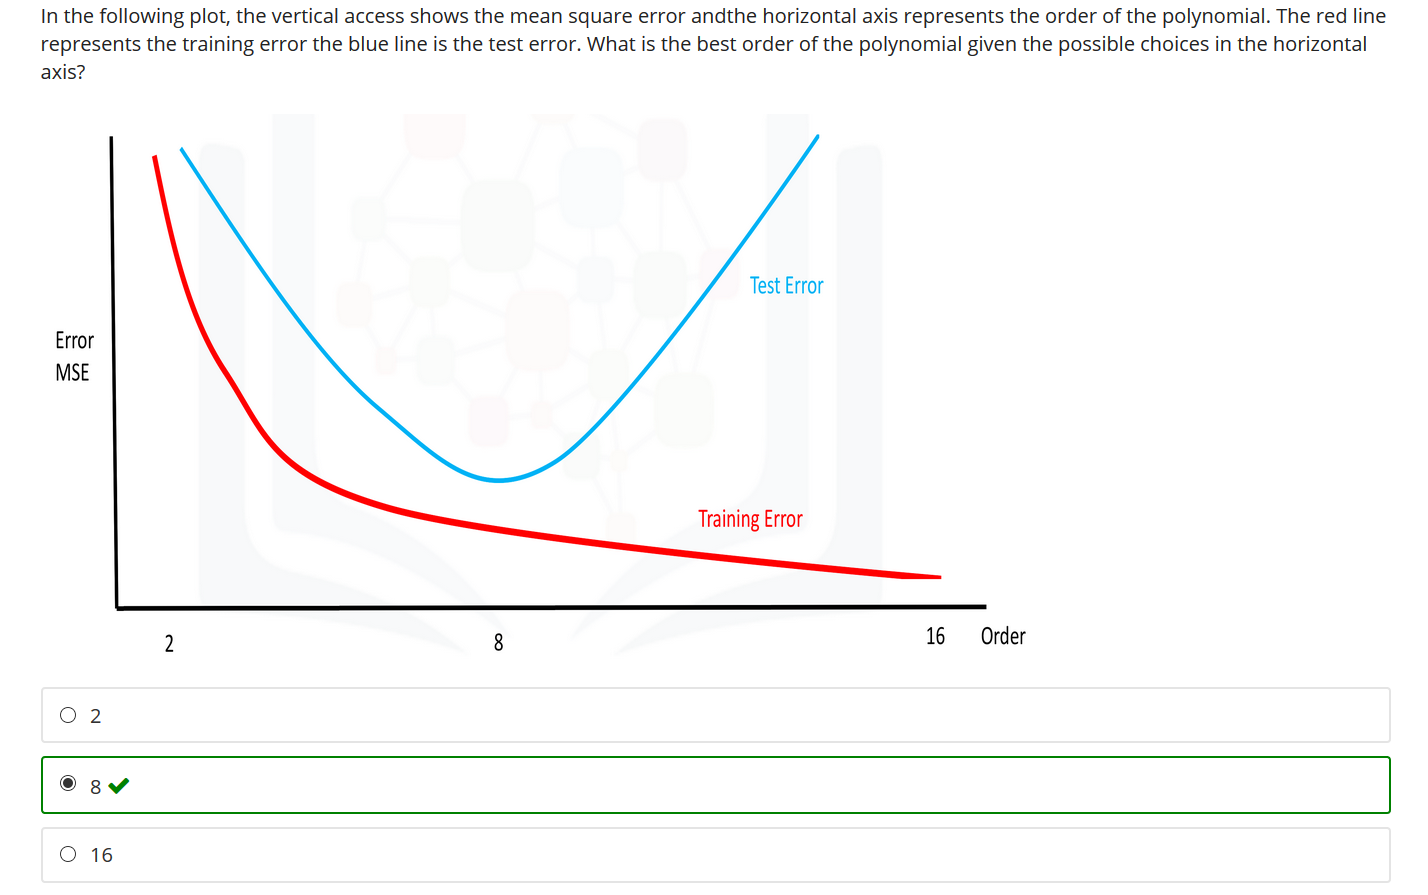 In the following plot, the vertical access shows the mean square error andthe horizontal axis represents the order of the polynomial. The red line
represents the training error the blue line is the test error. What is the best order of the polynomial given the possible choices in the horizontal
axis?
Test Error
Error
MSE
Training Error
2
8
16
Order
2
8
16